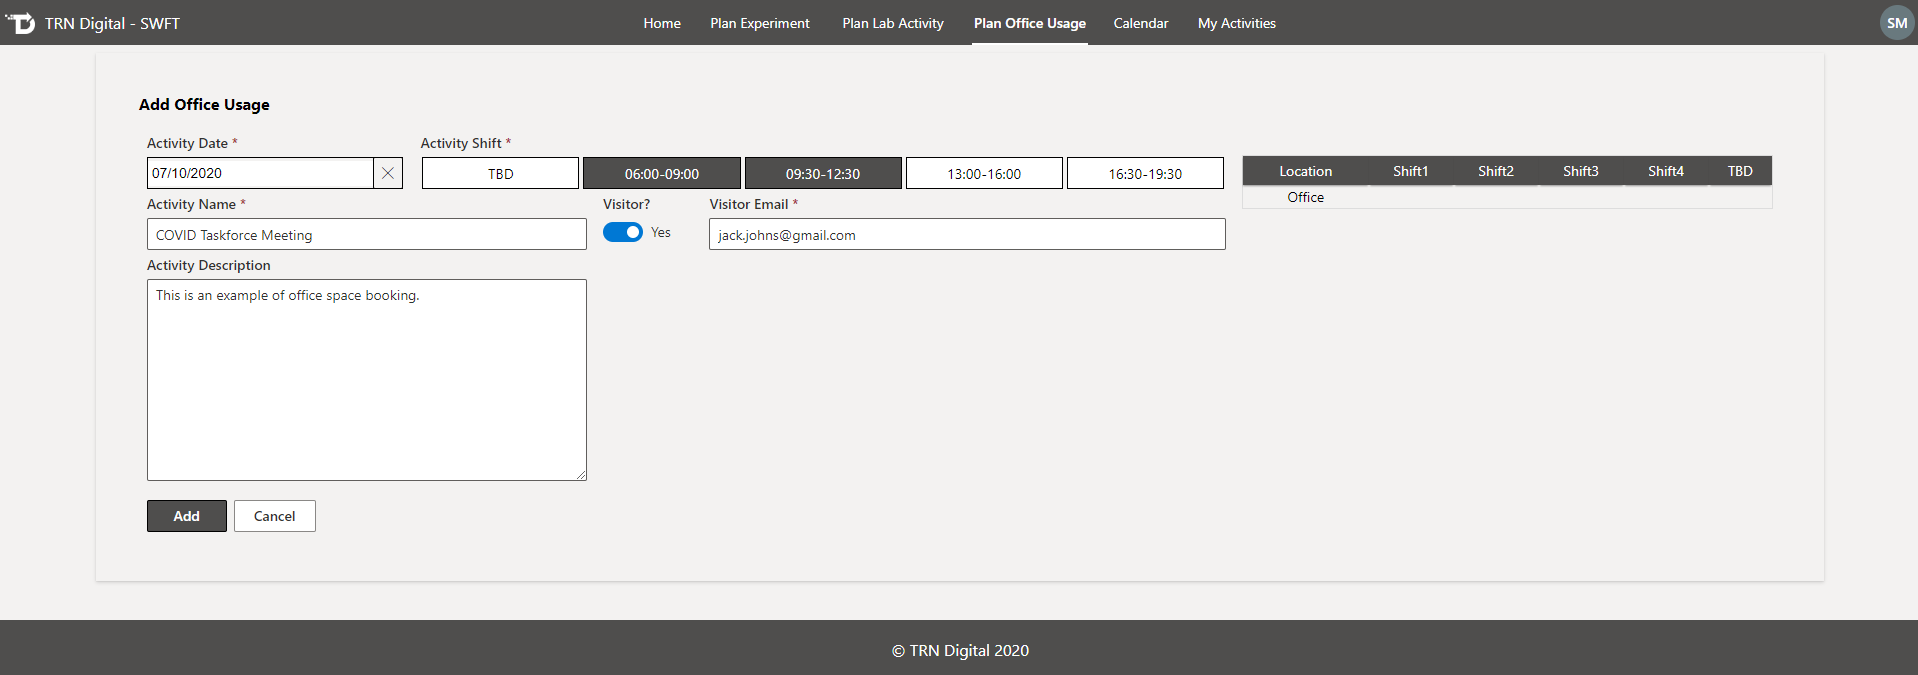 TRN Digital - SWFT
Home Plan Experiment Plan Lab Activity Plan Office Usage Calendar My Activities
SM
Add Office Usage
Activity Date * Activity Shift *
07/10/2020 TBD 06:00-09:00 09:30-12:30 13:00-16:00 16:30-19:30
Location Shift1 Shift2 Shift3 Shift4 TBD
Office
Activity Name * Visitor? Visitor Email *
COVID Taskforce Meeting Yes jack.johns@gmail.com
Activity Description
This is an example of office space booking.
Add Cancel
© TRN Digital 2020